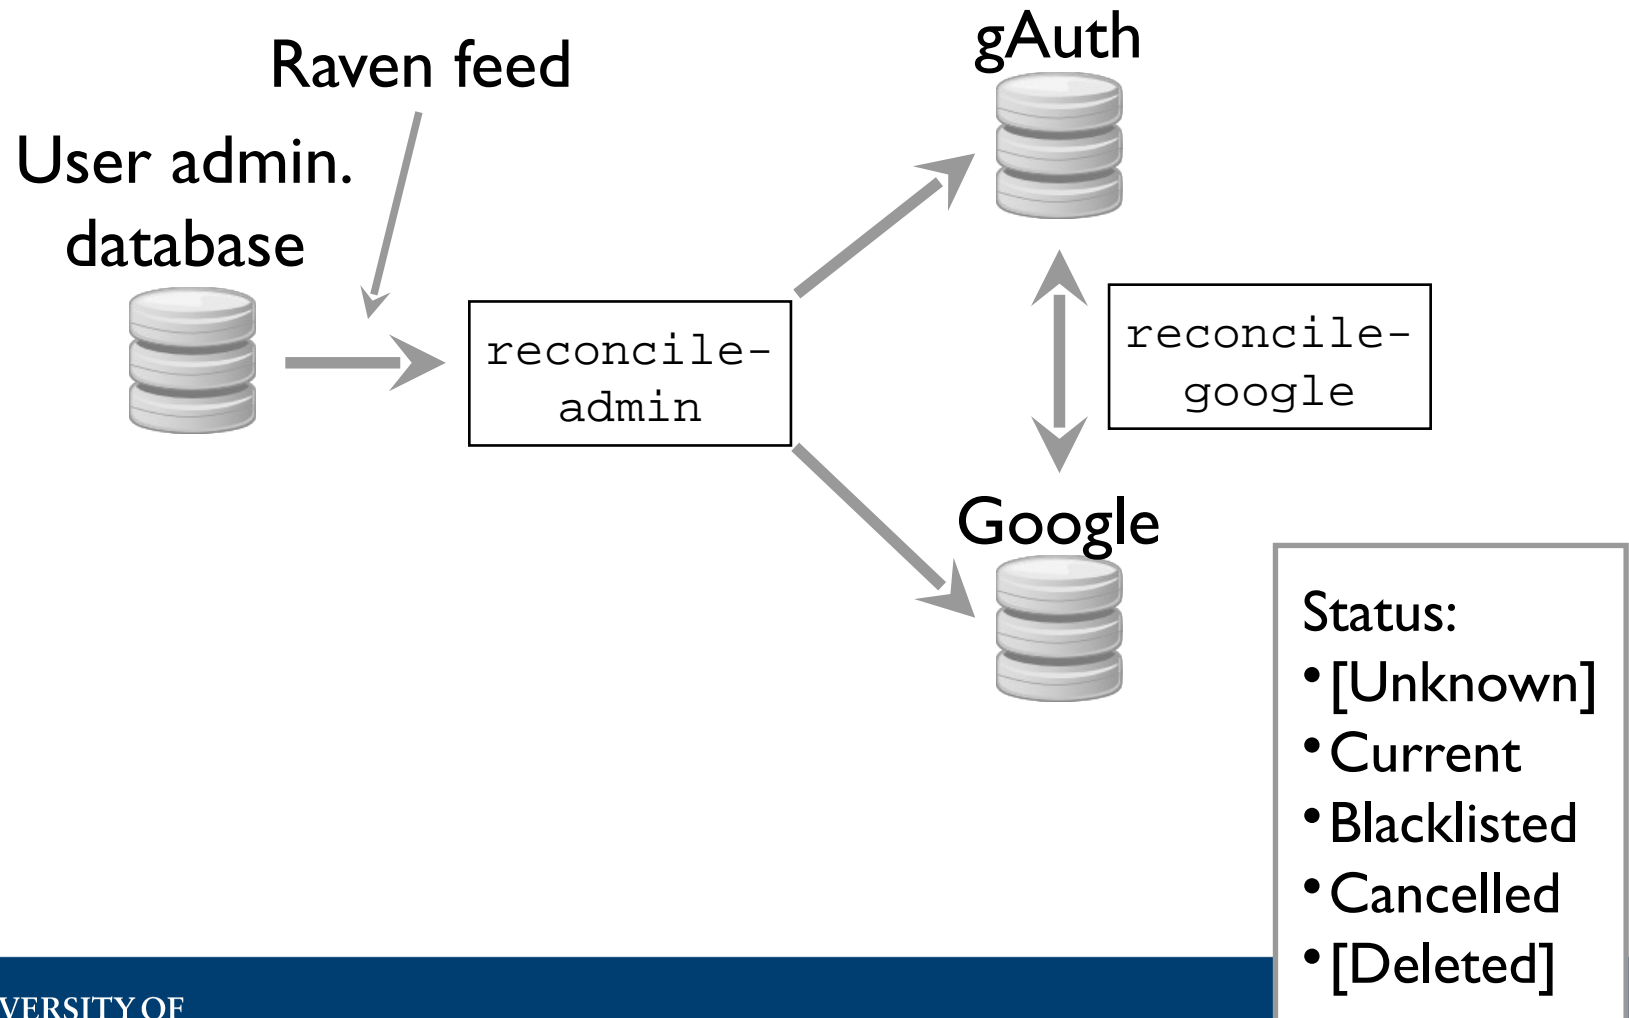 Raven feed
gAuth
User admin.
database
reconcile-
admin
reconcile-
google
Google
Status:
•[Unknown]
•Current
•Blacklisted
•Cancelled
•[Deleted]
VERSITY OF